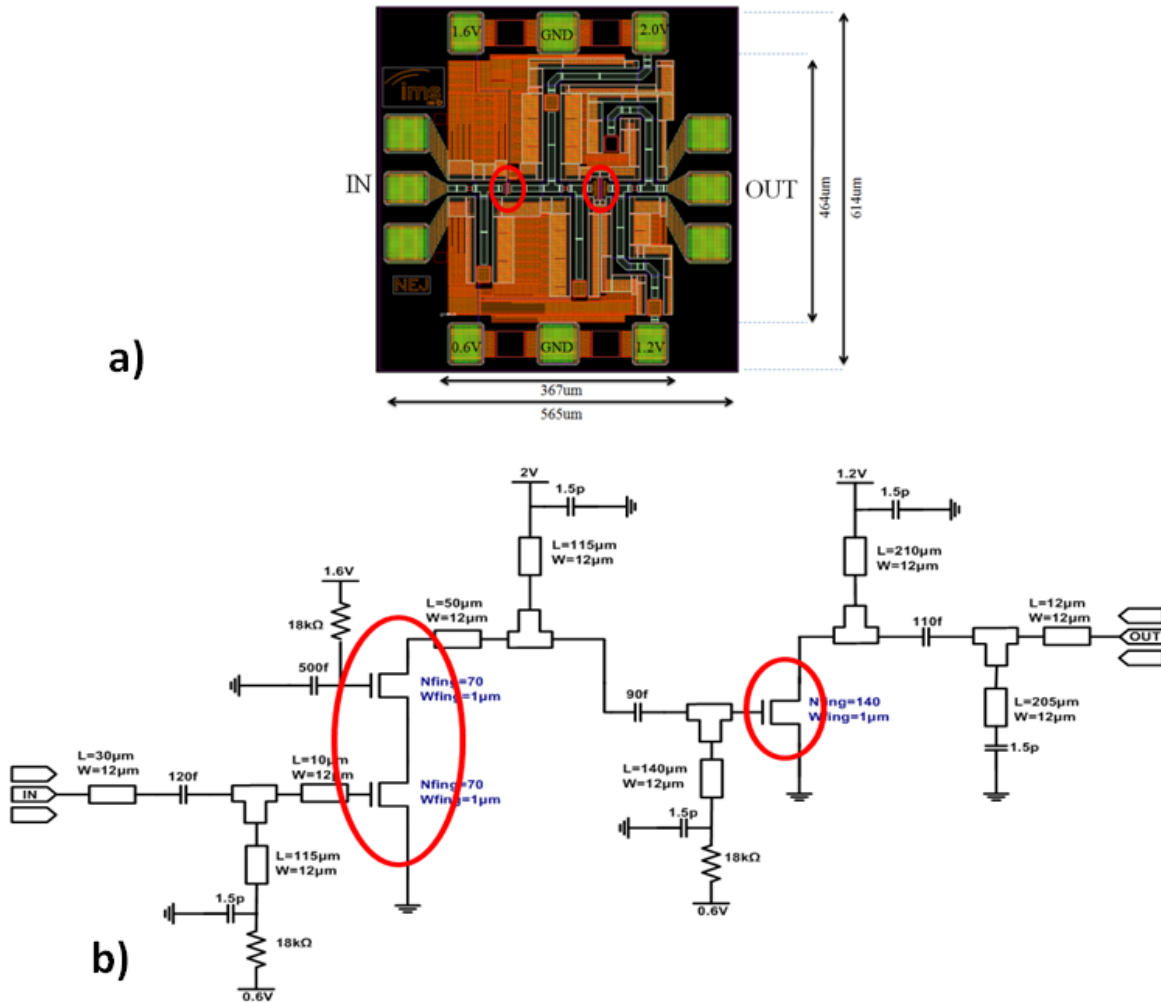 1.6V
GND
2.0V
ims
IN
OUT
464um
614um
NEJ
0.6V
GND
1.2V
a)
367um
565um
2V
1.5p
L=115µm
W=12µm
1.2V
1.5p
L=210µm
W=12µm
1.6V
18kΩ
L=50µm
W=12µm
L=12µm
W=12µm
110f
OUT
500f
Nfing=70
Wfing=1µm
90f
Nfing=140
Wfing=1µm
L=205µm
W=12µm
1.5p
L=30µm
W=12µm
120f
L=10µm
W=12µm
IN
Nfing=70
Wfing=1µm
L=140µm
W=12µm
1.5p
18kΩ
0.6V
L=115µm
W=12µm
1.5p
18kΩ
0.6V
b)